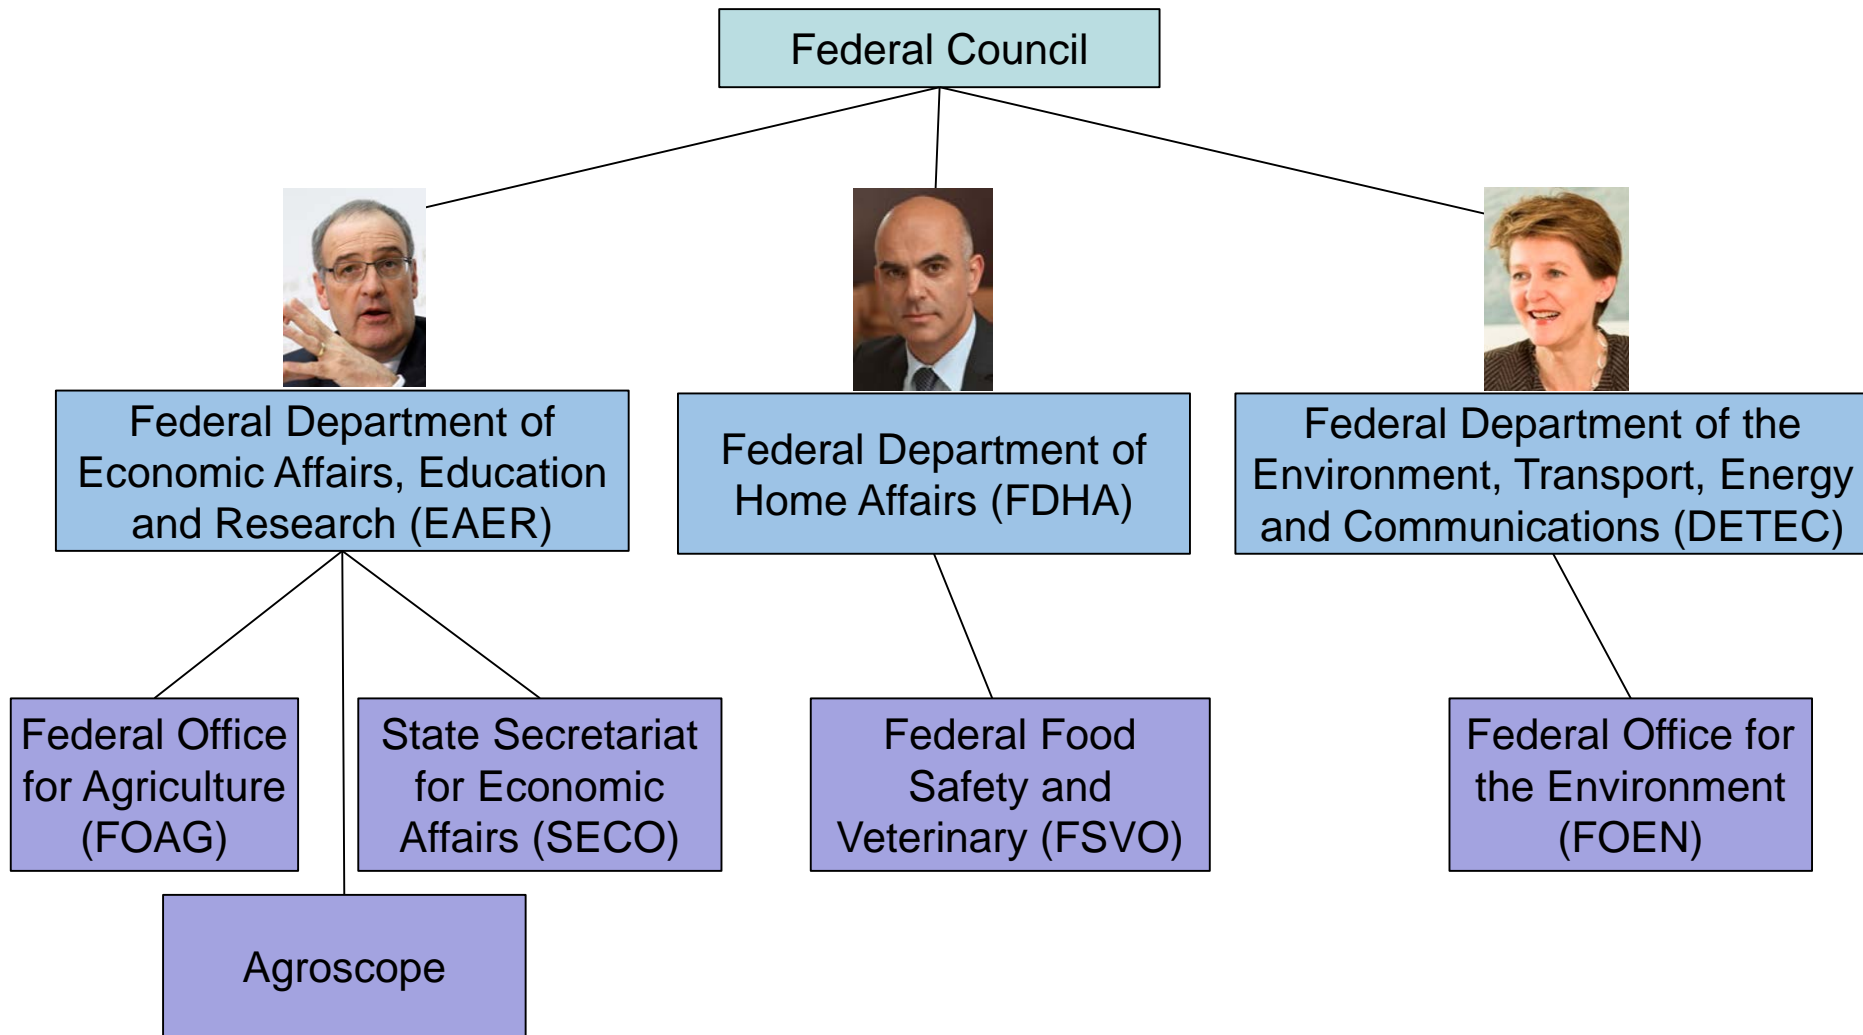 Federal Council
Federal Department of
Economic Affairs, Education
and Research (EAER)
Federal Department of
Home Affairs (FDHA)
Federal Department of the
Environment, Transport, Energy
and Communications (DETEC)
Federal Office
for Agriculture
(FOAG)
State Secretariat
for Economic
Affairs (SECO)
Federal Food
Safety and
Veterinary (FSVO)
Federal Office for
the Environment
(FOEN)
Agroscope